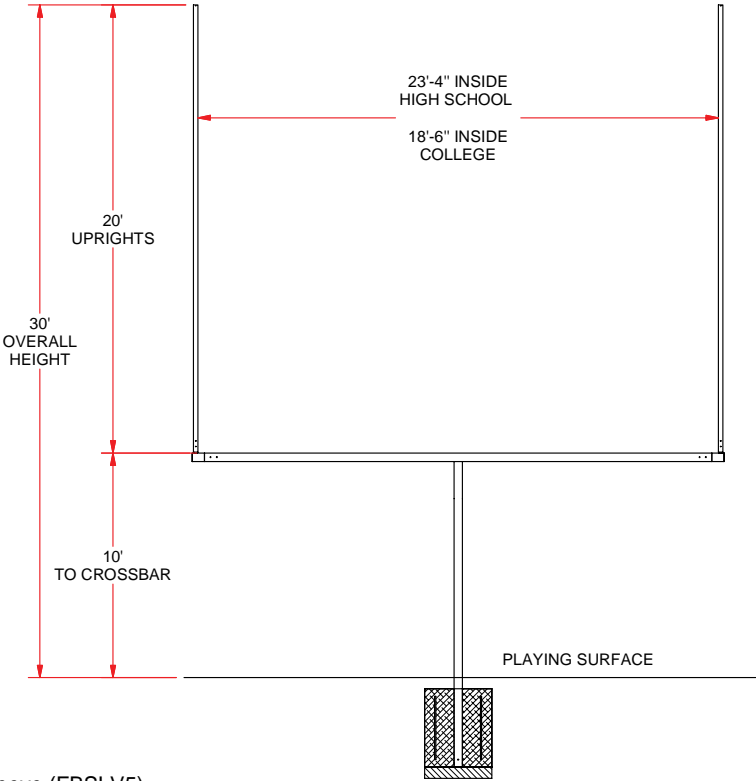 23'-4" INSIDE
HIGH SCHOOL
18'-6" INSIDE
COLLEGE
20'
UPRIGHTS
30'
OVERALL
HEIGHT
10'
TO CROSSBAR
PLAYING SURFACE
(FBSLV5)